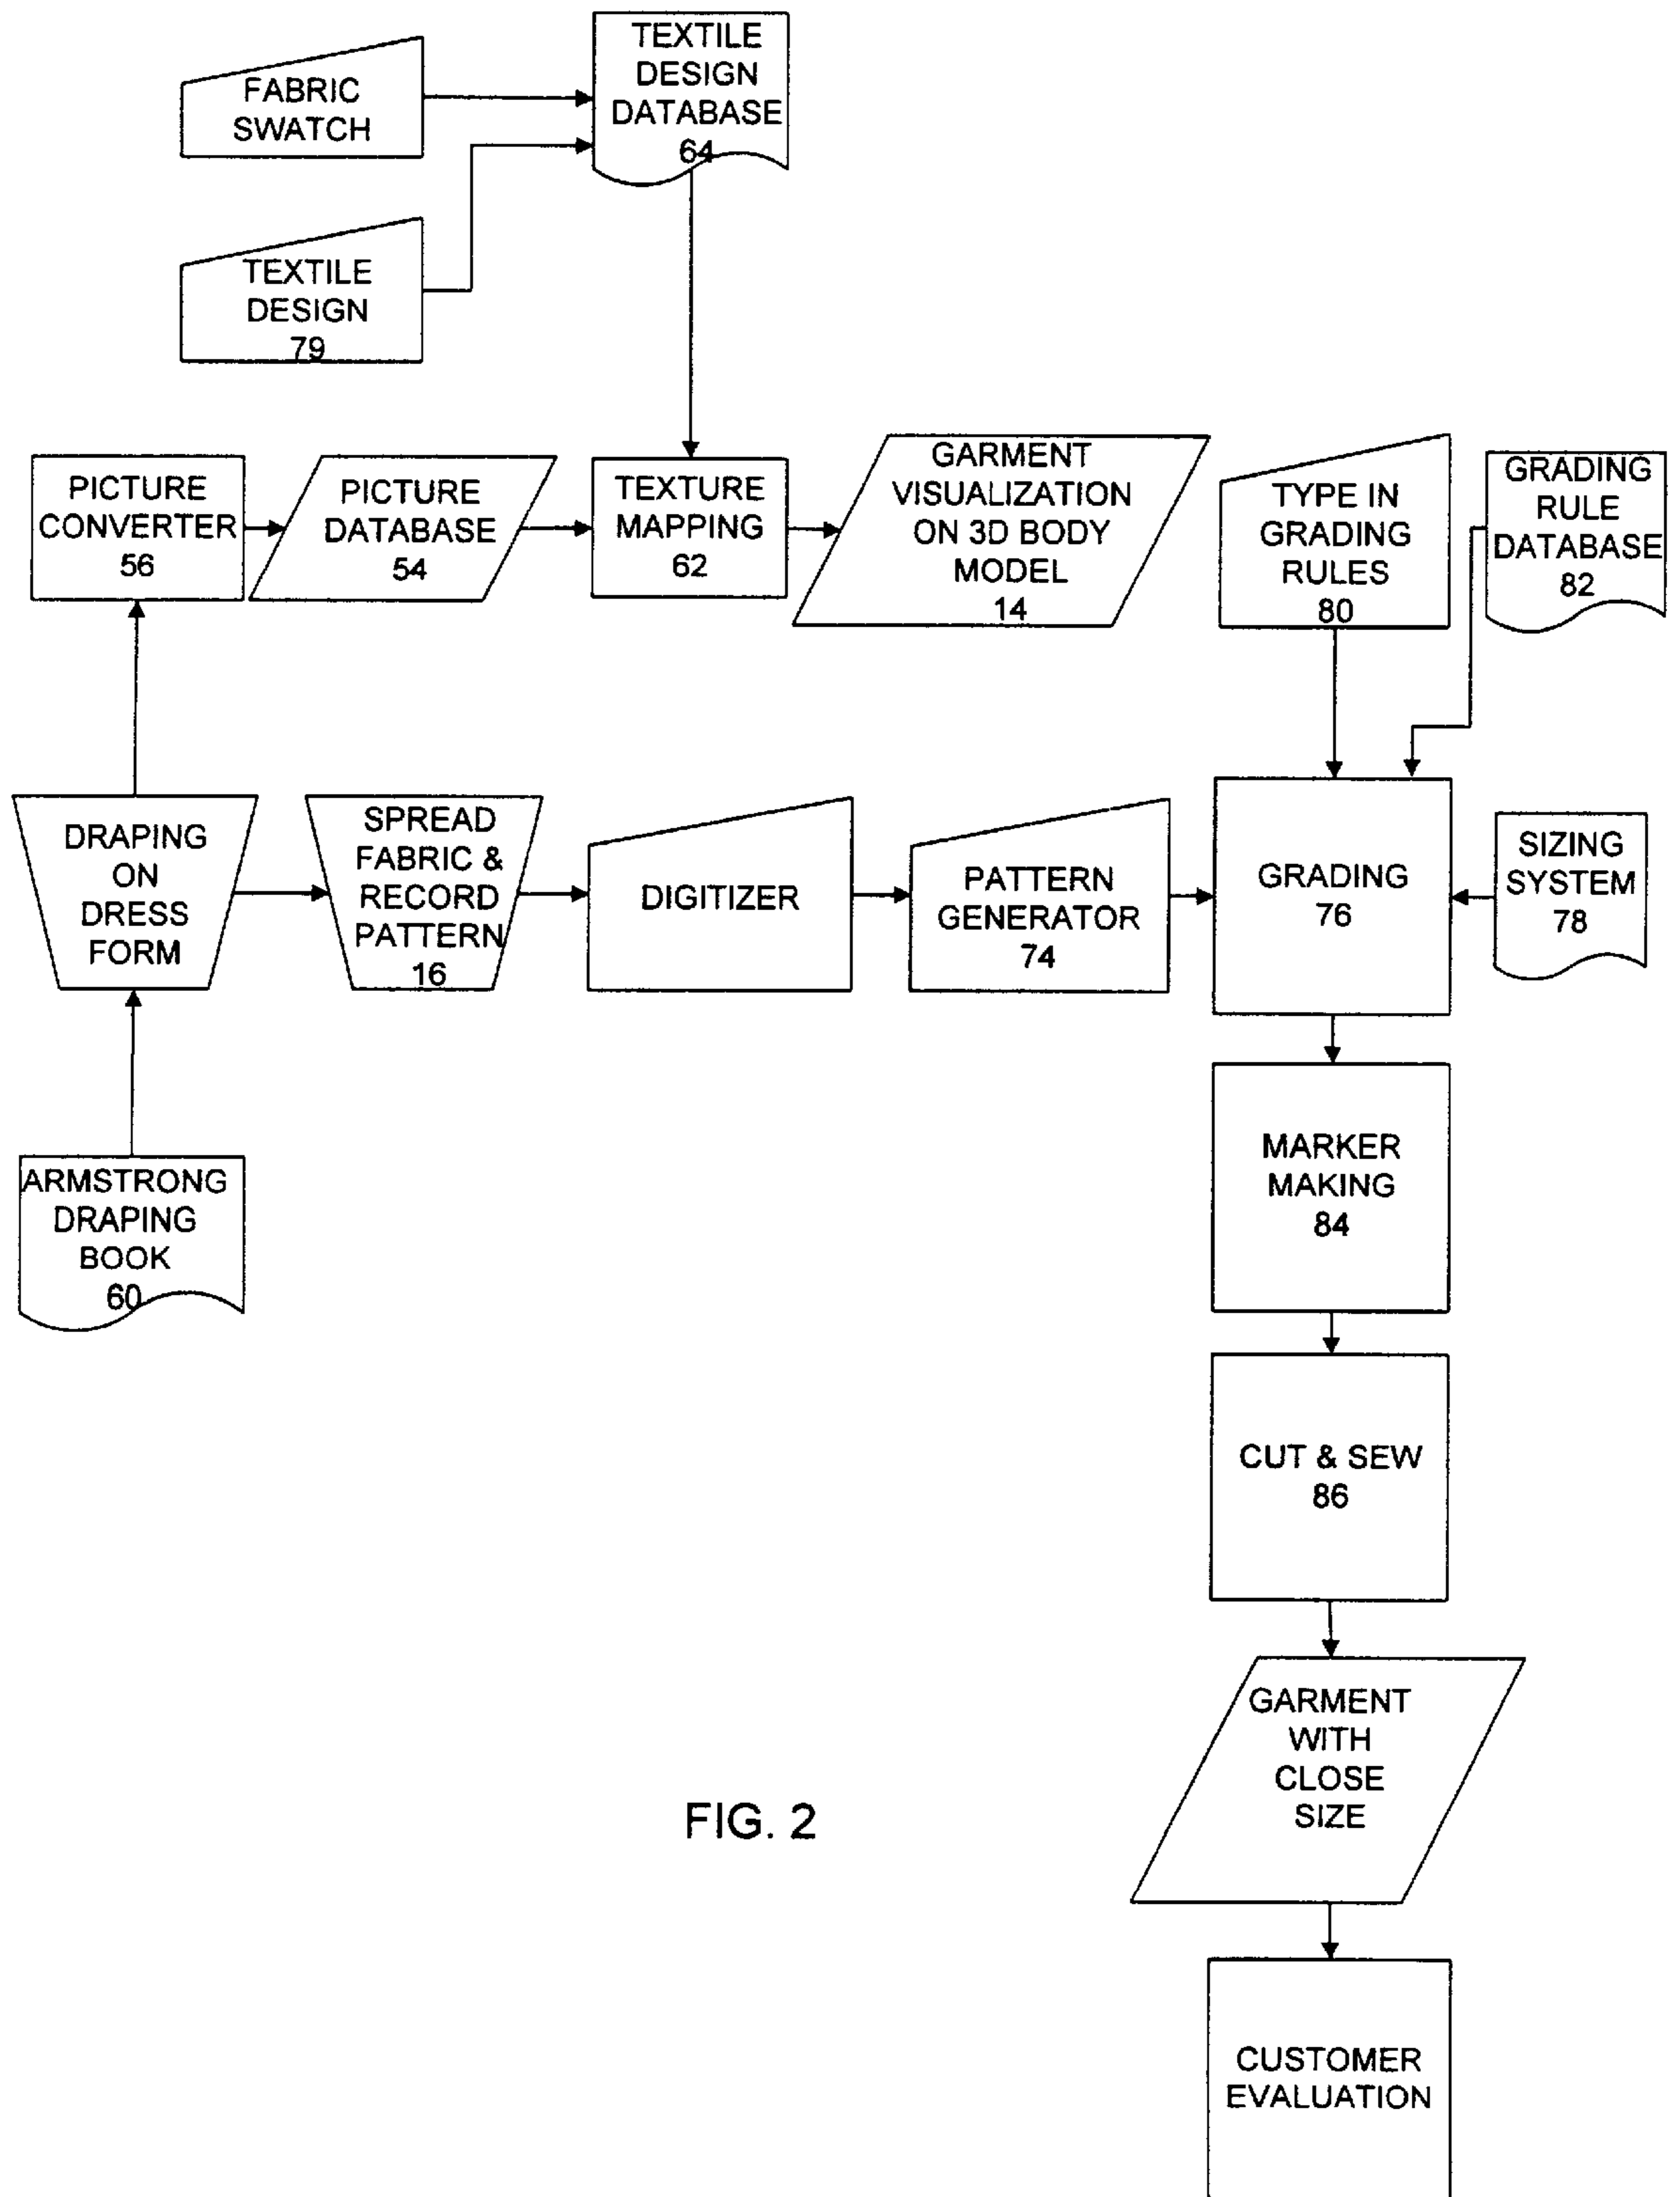 FABRIC
SWATCH
TEXTILE
DESIGN
DATABASE
64
TEXTILE
DESIGN
79
PICTURE
CONVERTER
56
PICTURE
DATABASE
54
TEXTURE
MAPPING
62
GARMENT
VISUALIZATION
ON 3D BODY
MODEL
14
TYPE IN
GRADING
RULES
80
GRADING
RULE
DATABASE
82
DRAPING
ON
DRESS
FORM
SPREAD
FABRIC &
RECORD
PATTERN
16
DIGITIZER
PATTERN
GENERATOR
74
GRADING
76
SIZING
SYSTEM
78
ARMSTRONG
DRAPING
BOOK
60
MARKER
MAKING
84
CUT & SEW
86
GARMENT
WITH
CLOSE
SIZE
FIG. 2
CUSTOMER
EVALUATION